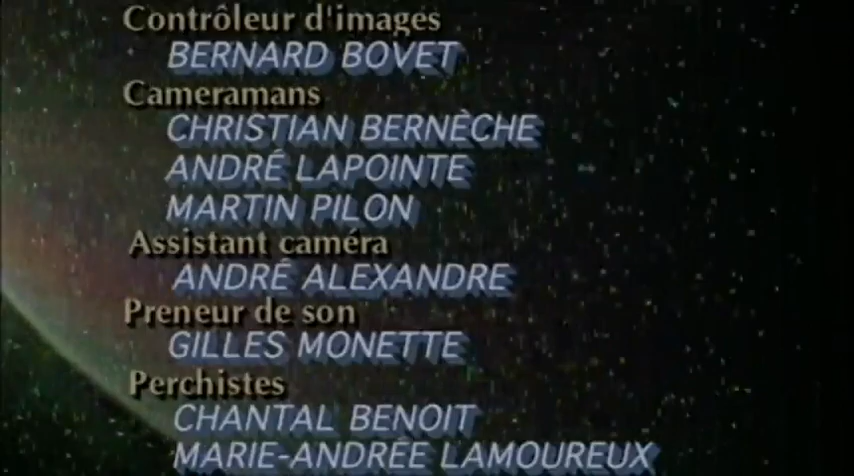 Contrôleur d'images
BERNARD BOVET
Cameramans
CHRISTIAN BERNÈCHE
ANDRÉ LAPOINTE
MARTIN PILON
Assistant caméra
ANDRÉ ALEXANDRE
Preneur de son
GILLES MONETTE
Perchistes
CHANTAL BENOIT
MARIE-ANDRÉE LAMOUREUX